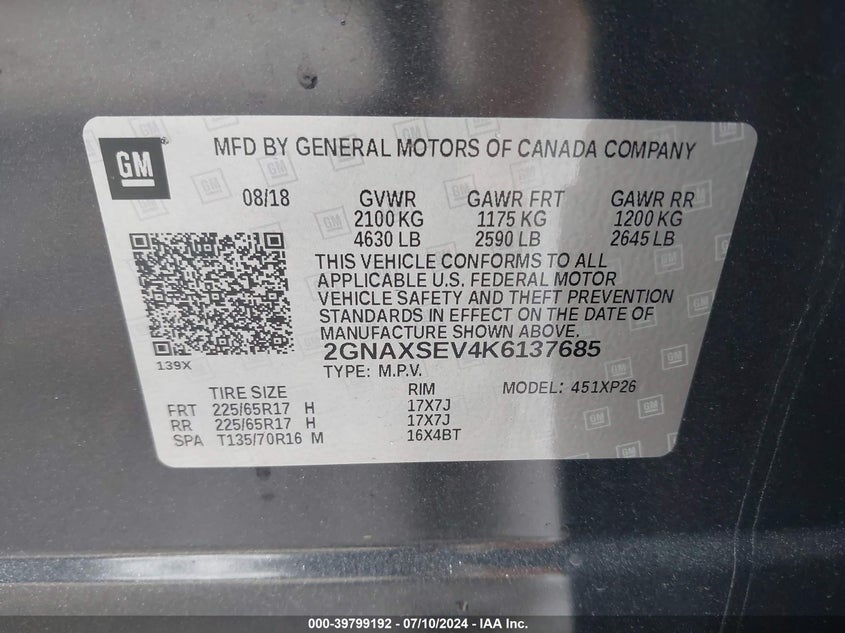 GM
MFD BY GENERAL MOTORS OF CANADA COMPANY
08/18 GVWR GAWR FRT GAWR RR
2100 KG 1175 KG 1200 KG
4630 LB 2590 LB 2645 LB
THIS VEHICLE CONFORMS TO ALL
APPLICABLE U.S. FEDERAL MOTOR
VEHICLE SAFETY AND THEFT PREVENTION
STANDARDS IN EFFECT ON THE DATE OF
MANUFACTURE SHOWN ABOVE.
139X
2GNAXSEV4K6137685
TYPE: M.P.V.
TIRE SIZE RIM MODEL: 451XP26
FRT 225/65R17 H 17X7J
RR 225/65R17 H 17X7J
SPA T135/70R16 M 16X4BT
000-39799192 - 07/10/2024 - IAA Inc.